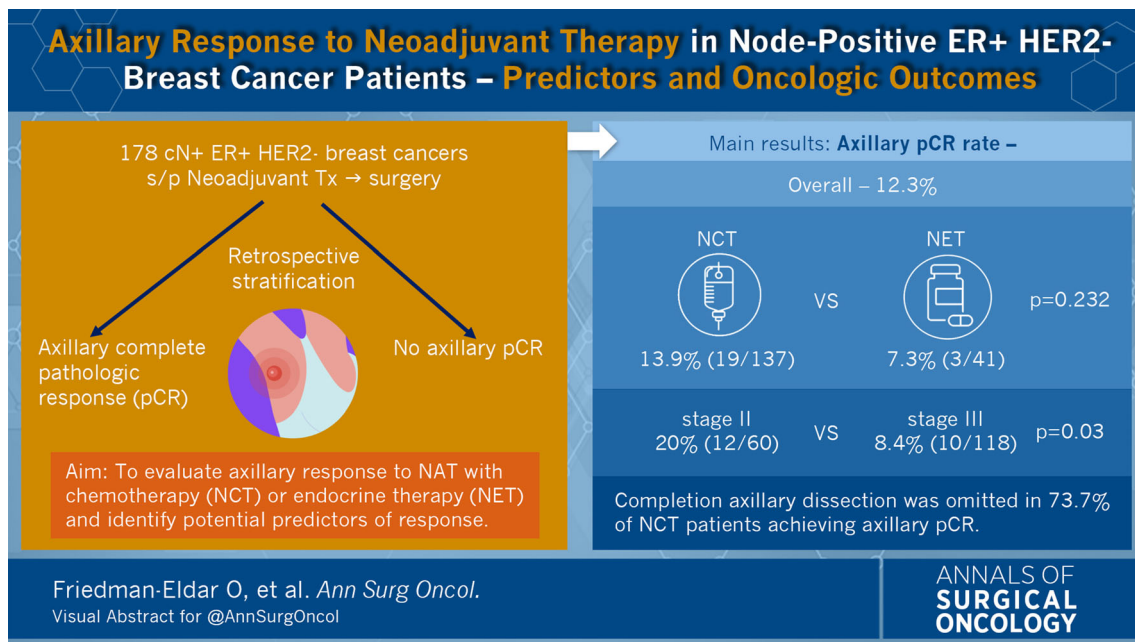 Axillary Response to Neoadjuvant Therapy in Node-Positive ER+ HER2-
Breast Cancer Patients – Predictors and Oncologic Outcomes
178 cN+ ER+ HER2- breast cancers
s/p Neoadjuvant Tx → surgery
Retrospective
stratification
Axillary complete
pathologic
response (pCR)
No axillary pCR
Aim: To evaluate axillary response to NAT with
chemotherapy (NCT) or endocrine therapy (NET)
and identify potential predictors of response.
Main results: Axillary pCR rate –
Overall – 12.3%
NCT
NET
VS
p=0.232
13.9% (19/137)
7.3% (3/41)
stage II
20% (12/60)
VS
stage III
8.4% (10/118)
p=0.03
Completion axillary dissection was omitted in 73.7%
of NCT patients achieving axillary pCR.
Friedman-Eldar O, et al. Ann Surg Oncol.
Visual Abstract for @AnnSurgOncol
ANNALS OF
SURGICAL
ONCOLOGY